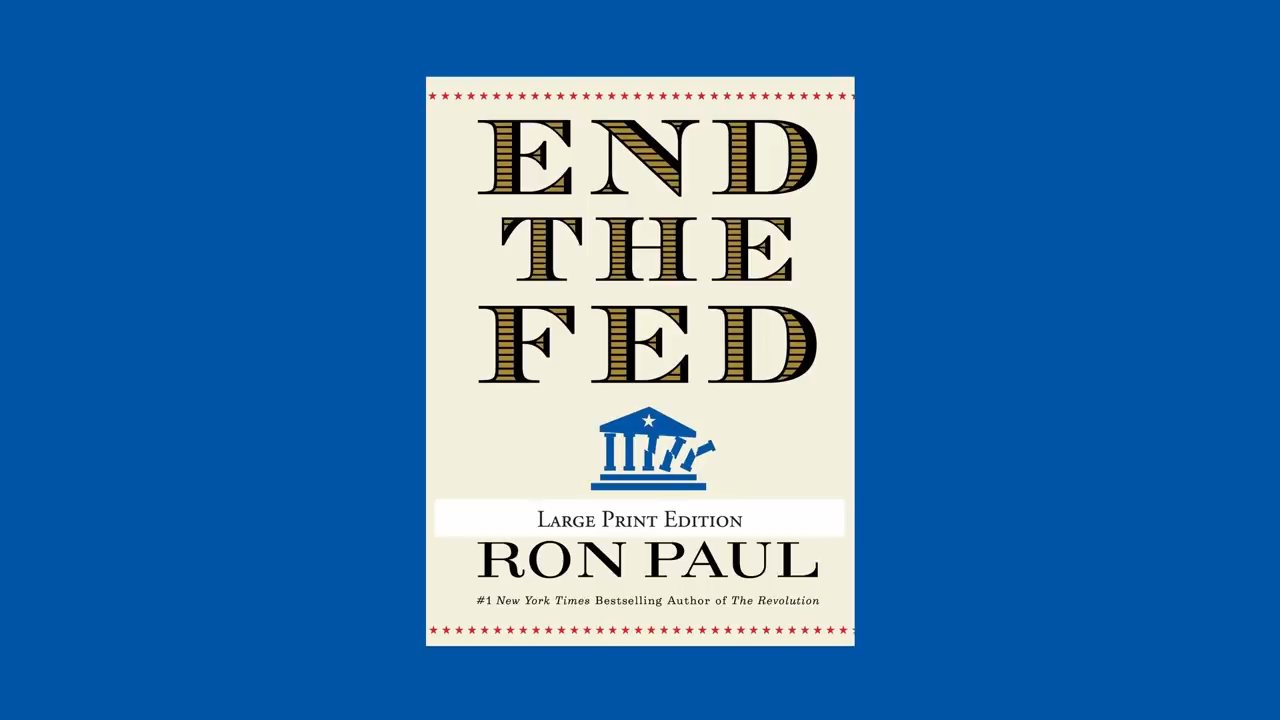 END
THE
FED
LARGE PRINT EDITION
RON PAUL
#1 New York Times Bestselling Author of The Revolution